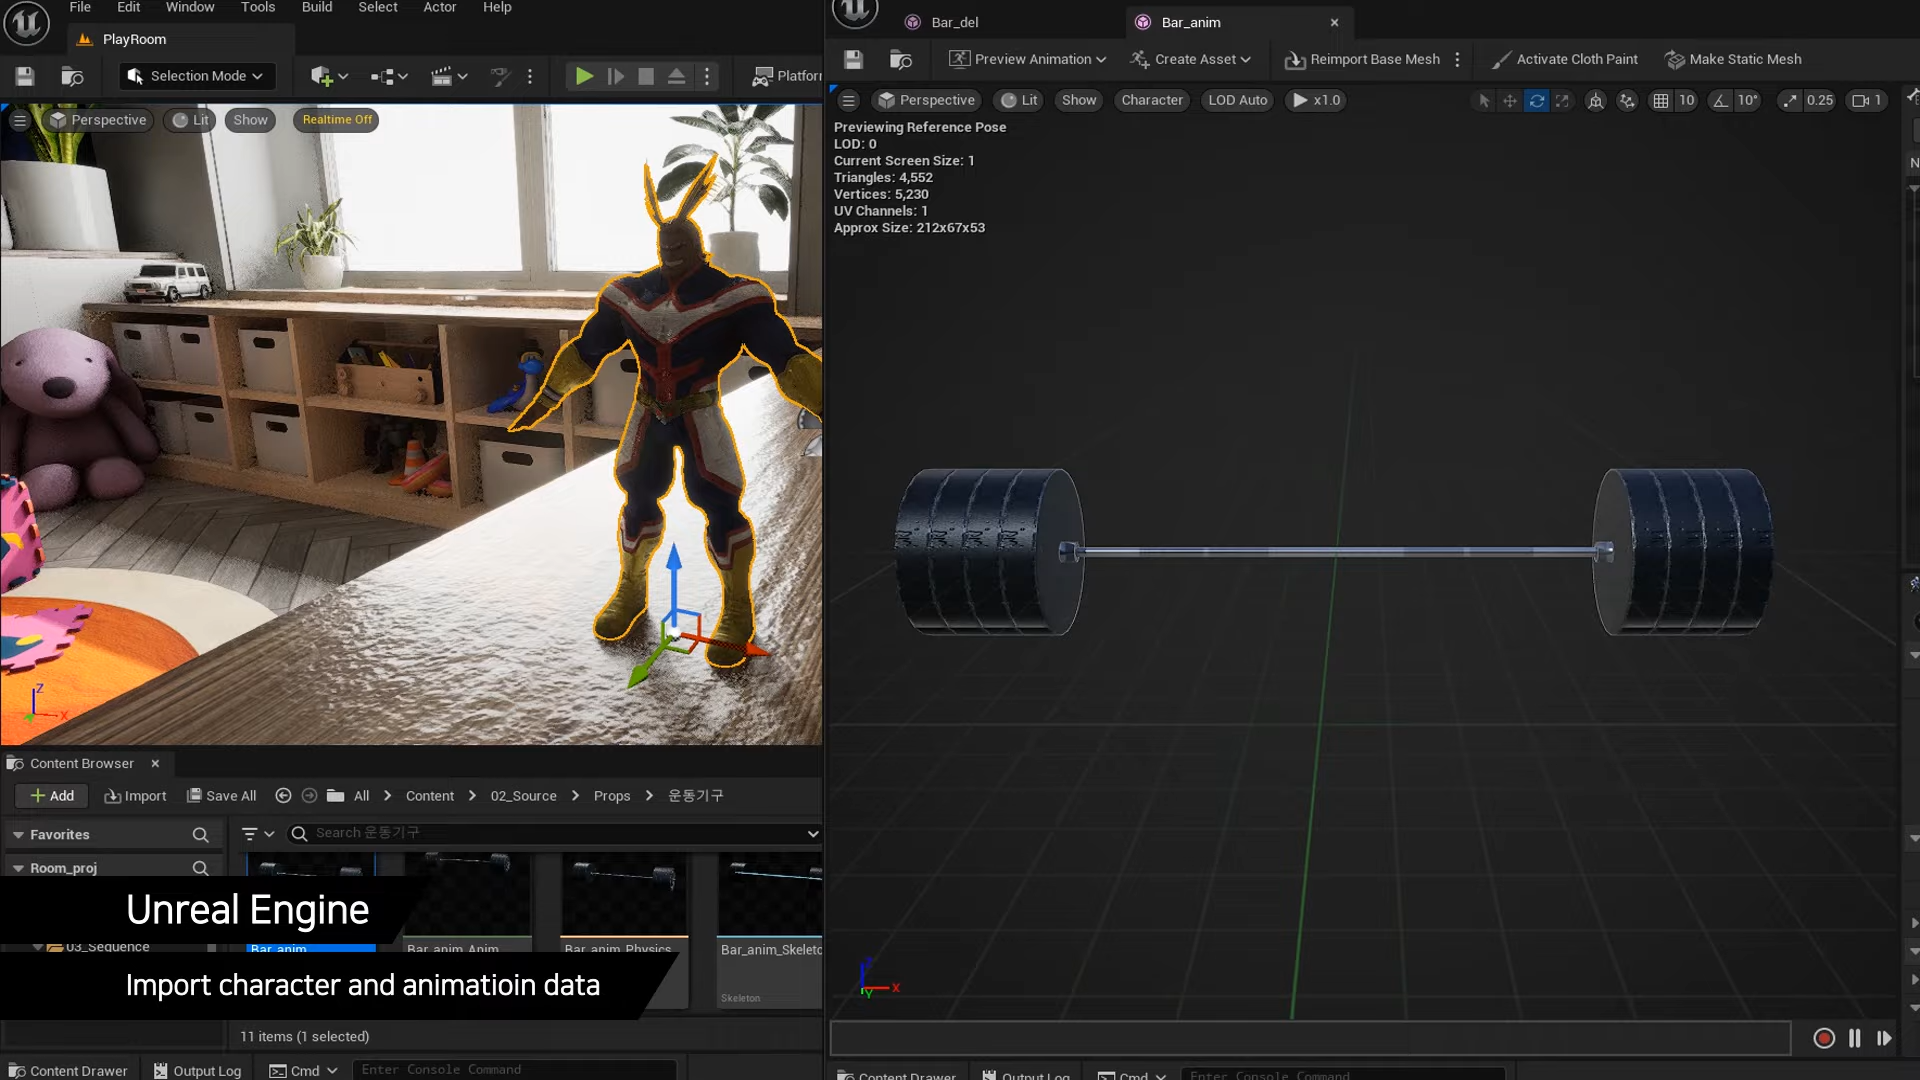 File Edit Window Tools Build Select Actor Help
PlayRoom
Selection Mode
Platfor
Perspective Lit Show Realtime Off
Z
X
Content Browser
Add Import Save All All Content 02_Source Props 운동기구
Favorites
Search 운동기구
Room_proj
03_Sequence
Bar_anim Bar_anim_Anim Bar_anim_Physics Bar_anim_Skeleto
Skeleton
Unreal Engine
Import character and animatioin data
11 items (1 selected)
Content Drawer Output Log Cmd Enter Console Command
Bar_del Bar_anim
Preview Animation Create Asset Reimport Base Mesh Activate Cloth Paint Make Static Mesh
Perspective Lit Show Character LOD Auto x1.0 10 10° 0.25 1
Previewing Reference Pose
LOD: 0
Current Screen Size: 1
Triangles: 4,552
Vertices: 5,230
UV Channels: 1
Approx Size: 212x67x53
N
X
Y
Content Drawer Output Log Cmd Enter Console Command